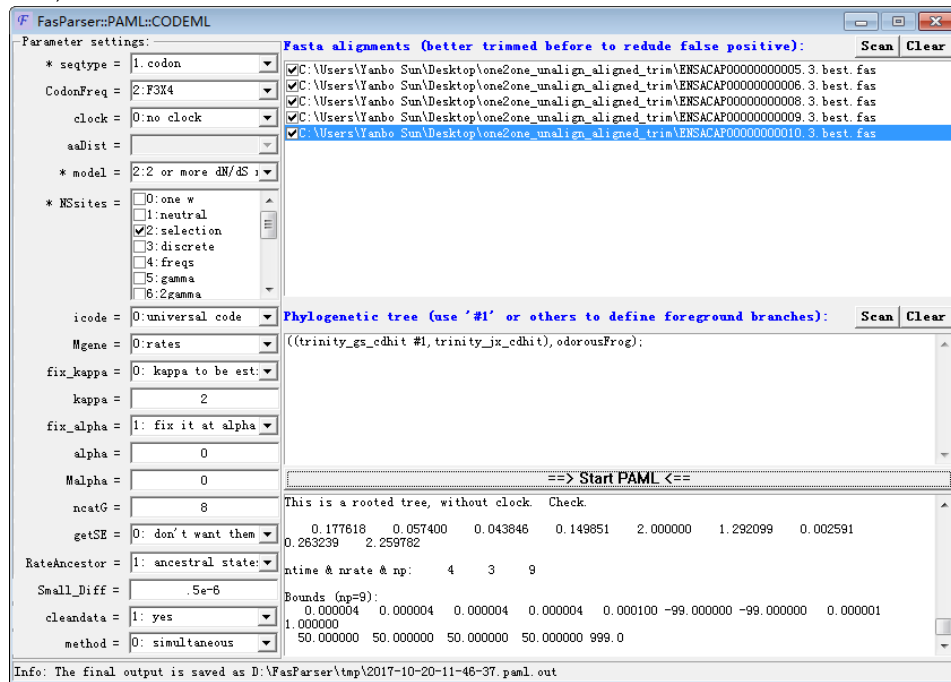 FasParser::PAML::CODEML
Parameter settings:
* seqtype = 1.codon
CodonFreq = 2:F3X4
clock = 0:no clock
aaDist =
* model = 2:2 or more dN/dS
* NSsites = 0:one w
1:neutral
2:selection
3:discrete
4:freqs
5:gamma
6:2gamma
icode = 0:universal code
Mgene = 0:rates
fix_kappa = 0: kappa to be est:
kappa = 2
fix_alpha = 1: fix it at alpha
alpha = 0
Malpha = 0
ncatG = 8
getSE = 0: don't want them
RateAncestor = 1: ancestral state:
Small_Diff = .5e-6
cleandata = 1: yes
method = 0: simultaneous
Fasta alignments (better trimmed before to redude false positive): Scan Clear
C:\Users\Yanbo Sun\Desktop\one2one_unalign_aligned_trim\ENSACAP00000000005.3.best.fas
C:\Users\Yanbo Sun\Desktop\one2one_unalign_aligned_trim\ENSACAP00000000006.3.best.fas
C:\Users\Yanbo Sun\Desktop\one2one_unalign_aligned_trim\ENSACAP00000000008.3.best.fas
C:\Users\Yanbo Sun\Desktop\one2one_unalign_aligned_trim\ENSACAP00000000009.3.best.fas
C:\Users\Yanbo Sun\Desktop\one2one_unalign_aligned_trim\ENSACAP00000000010.3.best.fas
Phylogenetic tree (use '#1' or others to define foreground branches): Scan Clear
((trinity_gs_cdhit #1,trinity_jx_cdhit),odorousFrog);
==> Start PAML <==
This is a rooted tree, without clock. Check.
0.177618 0.057400 0.043846 0.149851 2.000000 1.292099 0.002591
0.263239 2.259782
ntime & nrate & np: 4 3 9
Bounds (np=9):
0.000004 0.000004 0.000004 0.000004 0.000100 -99.000000 -99.000000 0.000001
1.000000
50.000000 50.000000 50.000000 50.000000 999.0
Info: The final output is saved as D:\FasParser\tmp\2017-10-20-11-46-37.paml.out